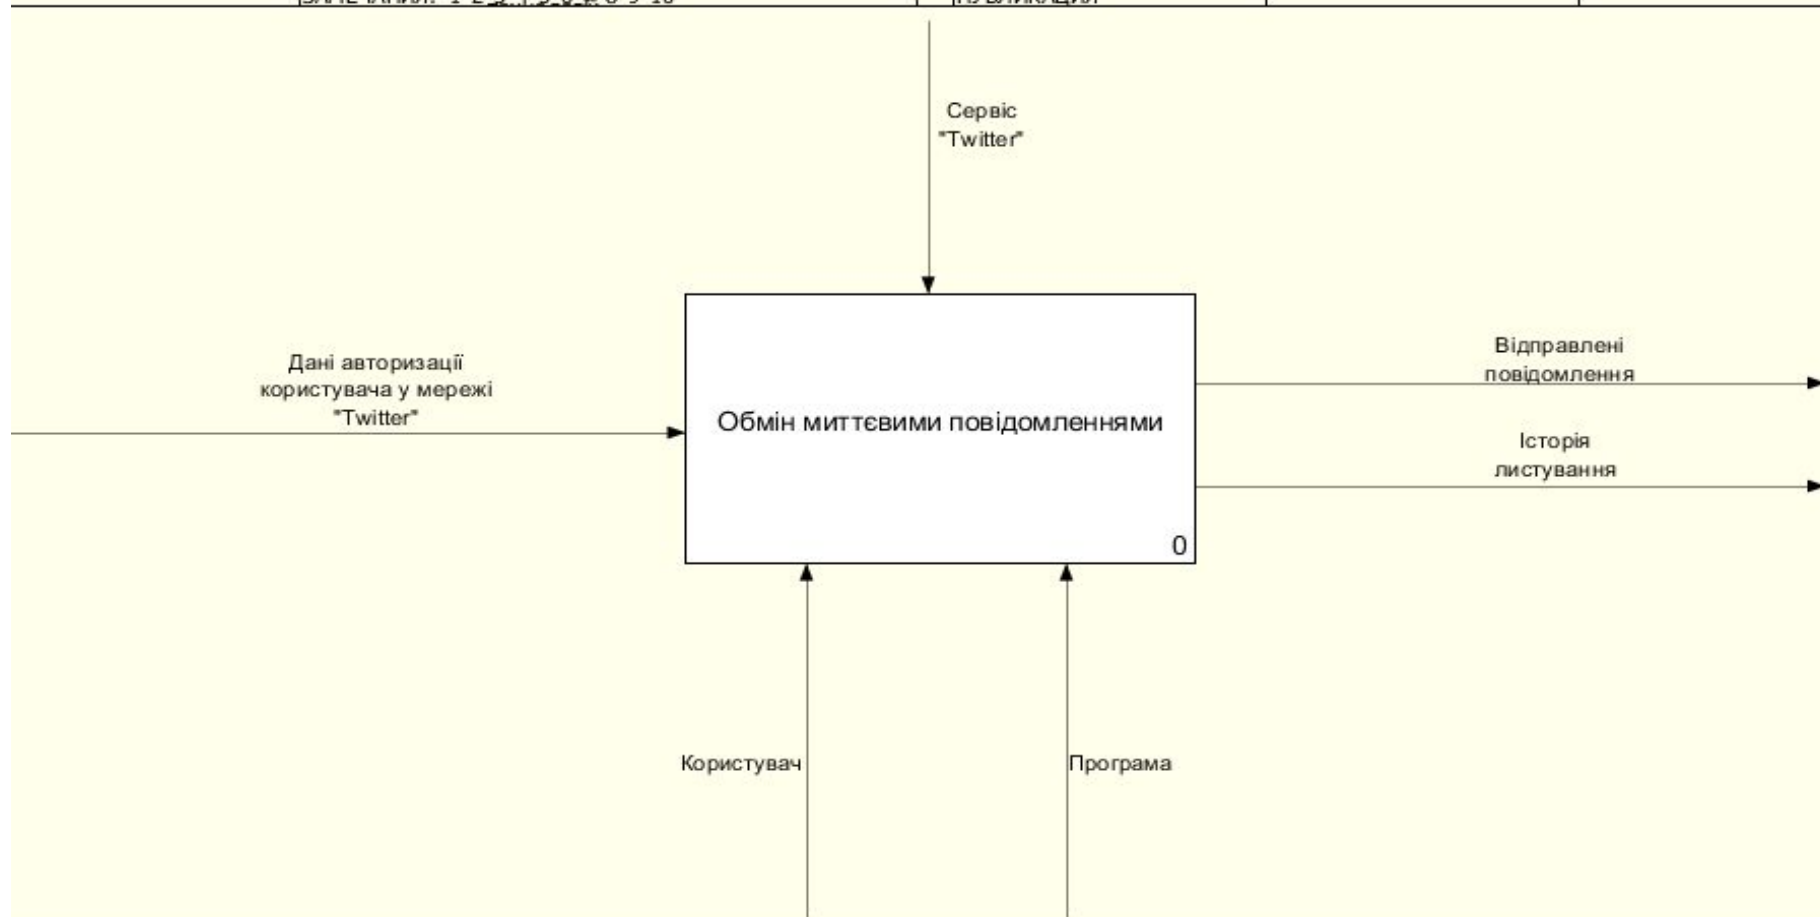 Сервіс
"Twitter"
Дані авторизації
користувача у мережі
"Twitter"
Обмін миттєвими повідомленнями
0
Відправлені
повідомлення
Історія
листування
Користувач
Програма